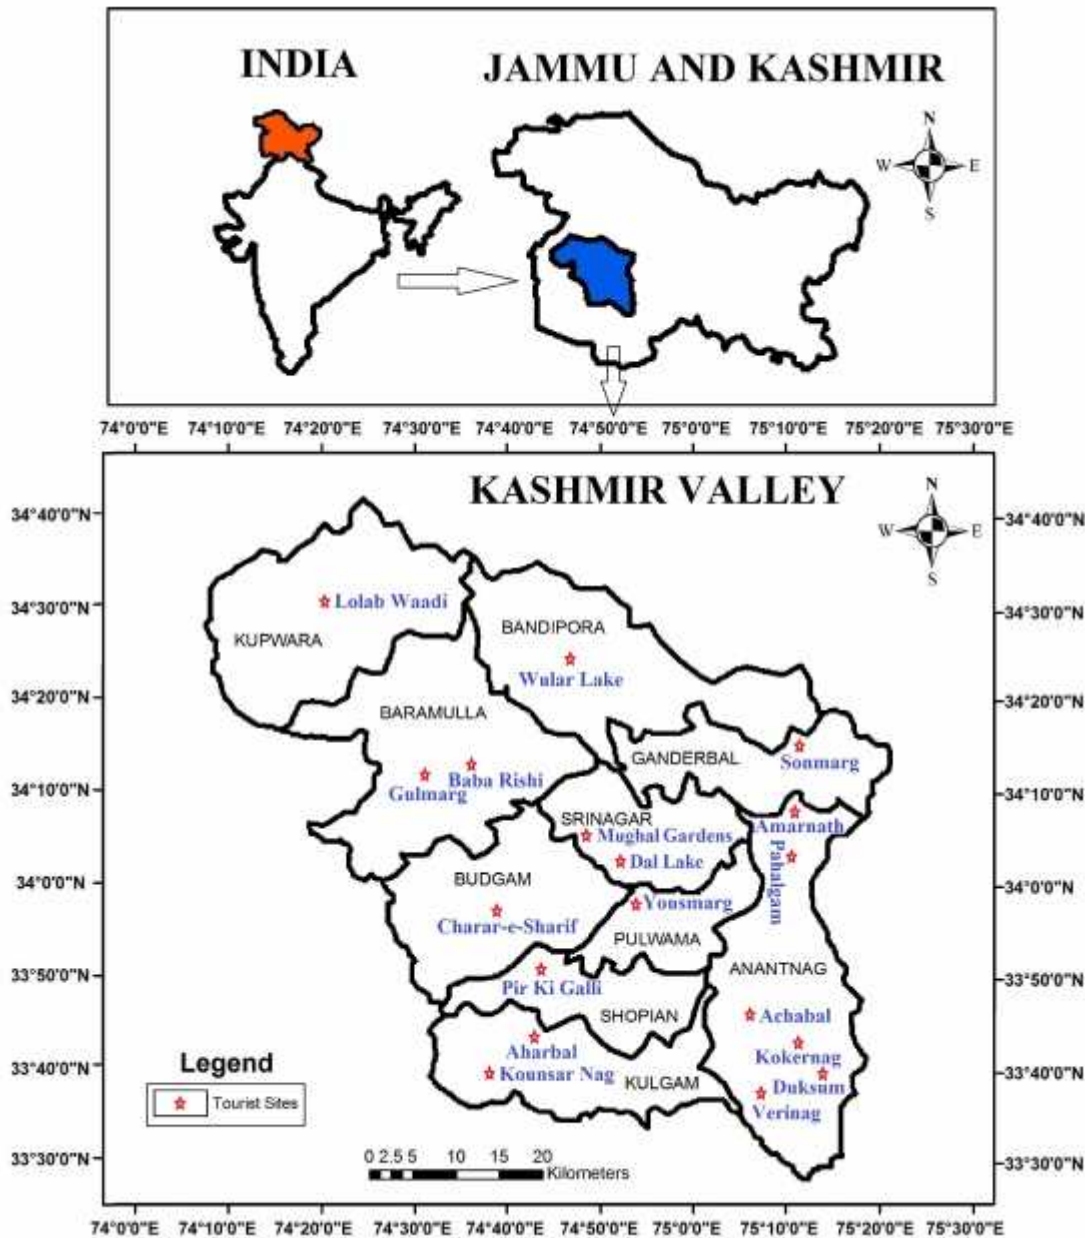 INDIA
JAMMU AND KASHMIR
N
W E
S
74°0'0"E 74°10'0"E 74°20'0"E 74°30'0"E 74°40'0"E 74°50'0"E 75°0'0"E 75°10'0"E 75°20'0"E 75°30'0"E
KASHMIR VALLEY
N
W E
S
34°40'0"N 34°40'0"N
Lolab Waadi
34°30'0"N 34°30'0"N
BANDIPORA
KUPWARA
Wular Lake
34°20'0"N 34°20'0"N
BARAMULLA
GANDERBAL
Sonmarg
Baba Rishi
Gulmarg
34°10'0"N 34°10'0"N
SRINAGAR
Amarnath
Mughal Gardens
Dal Lake
Pahalgam
BUDGAM
34°0'0"N 34°0'0"N
Yousmarg
Charar-e-Sharif
PULWAMA
ANANTNAG
33°50'0"N 33°50'0"N
Pir Ki Galli
SHOPIAN
Achabal
Aharbal
Kokernag
Kounsar Nag
KULGAM
Duksum
33°40'0"N 33°40'0"N
Verinag
Legend
Tourist Sites
33°30'0"N 33°30'0"N
0 2.5 5 10 15 20
Kilometers
74°0'0"E 74°10'0"E 74°20'0"E 74°30'0"E 74°40'0"E 74°50'0"E 75°0'0"E 75°10'0"E 75°20'0"E 75°30'0"E